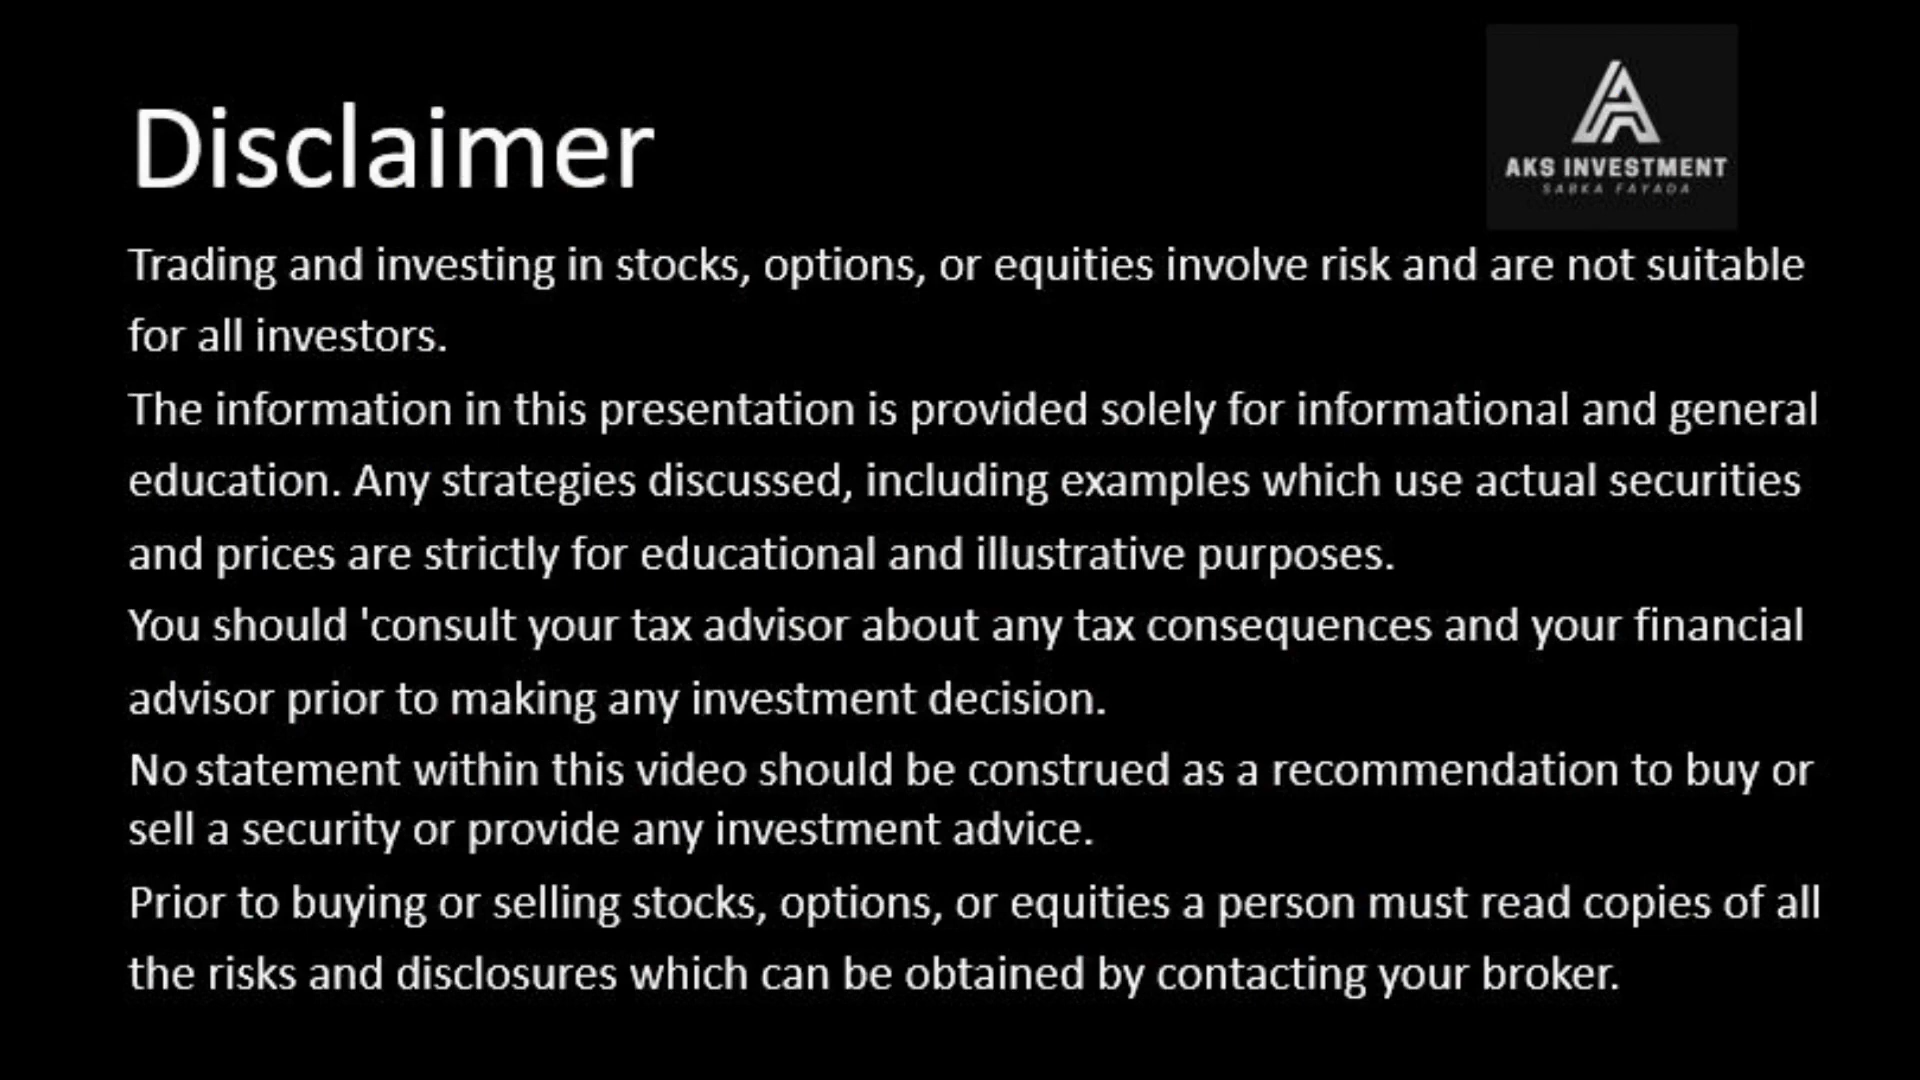 AKS INVESTMENT
SABKA FAYADA
Disclaimer
Trading and investing in stocks, options, or equities involve risk and are not suitable
for all investors.
The information in this presentation is provided solely for informational and general
education. Any strategies discussed, including examples which use actual securities
and prices are strictly for educational and illustrative purposes.
You should 'consult your tax advisor about any tax consequences and your financial
advisor prior to making any investment decision.
No statement within this video should be construed as a recommendation to buy or
sell a security or provide any investment advice.
Prior to buying or selling stocks, options, or equities a person must read copies of all
the risks and disclosures which can be obtained by contacting your broker.